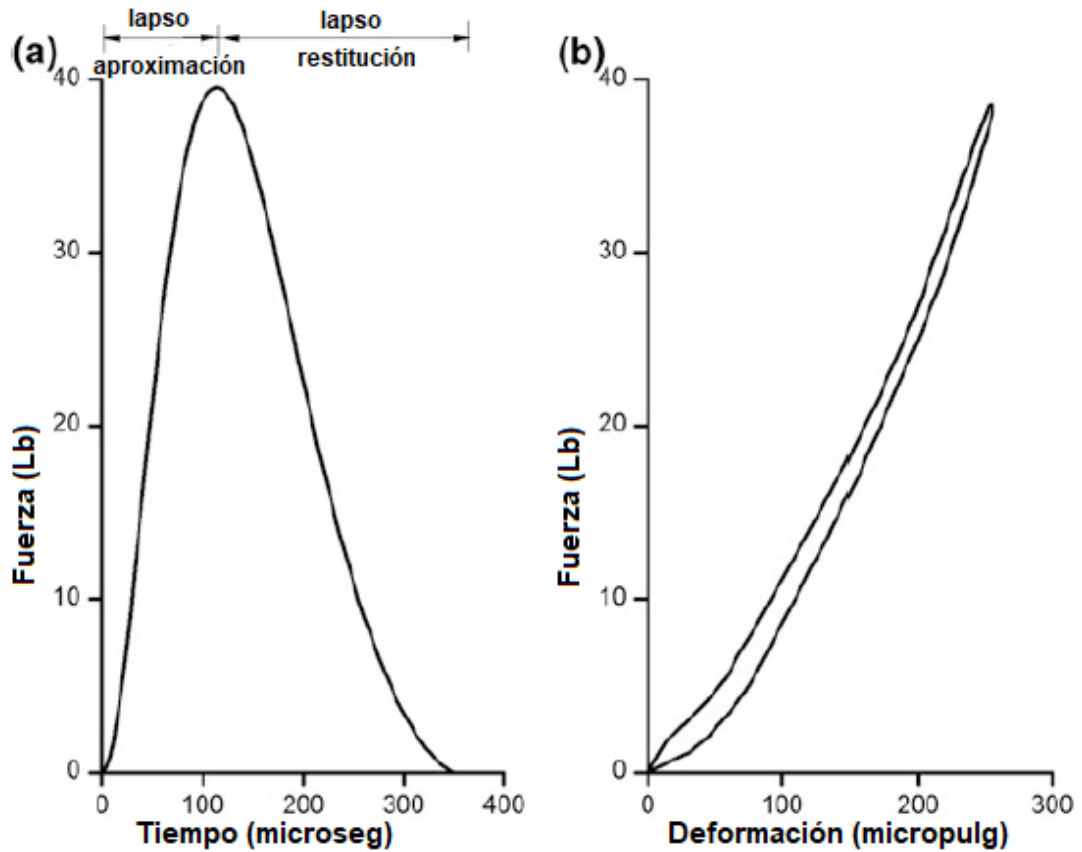 lapso lapso
(a) aproximación restitución (b)
40
30
20
10
0
Fuerza (Lb)
0 100 200 300 400
Tiempo (microseg)
40
30
20
10
0
Fuerza (Lb)
0 100 200 300
Deformación (micropulg)